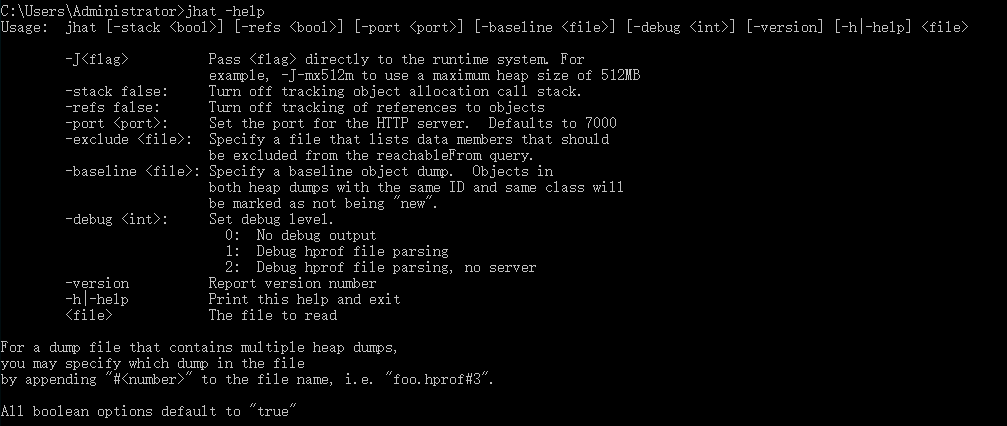 C:\Users\Administrator>jhat -help
Usage:  jhat [-stack <bool>] [-refs <bool>] [-port <port>] [-baseline <file>] [-debug <int>] [-version] [-h|-help] <file>
-J<flag>          Pass <flag> directly to the runtime system. For
example, -J-mx512m to use a maximum heap size of 512MB
-stack false:     Turn off tracking object allocation call stack.
-refs false:      Turn off tracking of references to objects
-port <port>:     Set the port for the HTTP server.  Defaults to 7000
-exclude <file>:  Specify a file that lists data members that should
be excluded from the reachableFrom query.
-baseline <file>: Specify a baseline object dump.  Objects in
both heap dumps with the same ID and same class will
be marked as not being "new".
-debug <int>:     Set debug level.
0:  No debug output
1:  Debug hprof file parsing
2:  Debug hprof file parsing, no server
-version          Report version number
-h|-help          Print this help and exit
<file>            The file to read
For a dump file that contains multiple heap dumps,
you may specify which dump in the file
by appending "#<number>" to the file name, i.e. "foo.hprof#3".
All boolean options default to "true"